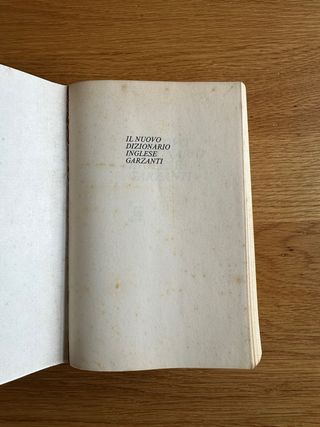 IL NUOVO
DIZIONARIO
INGLESE
GARZANTI